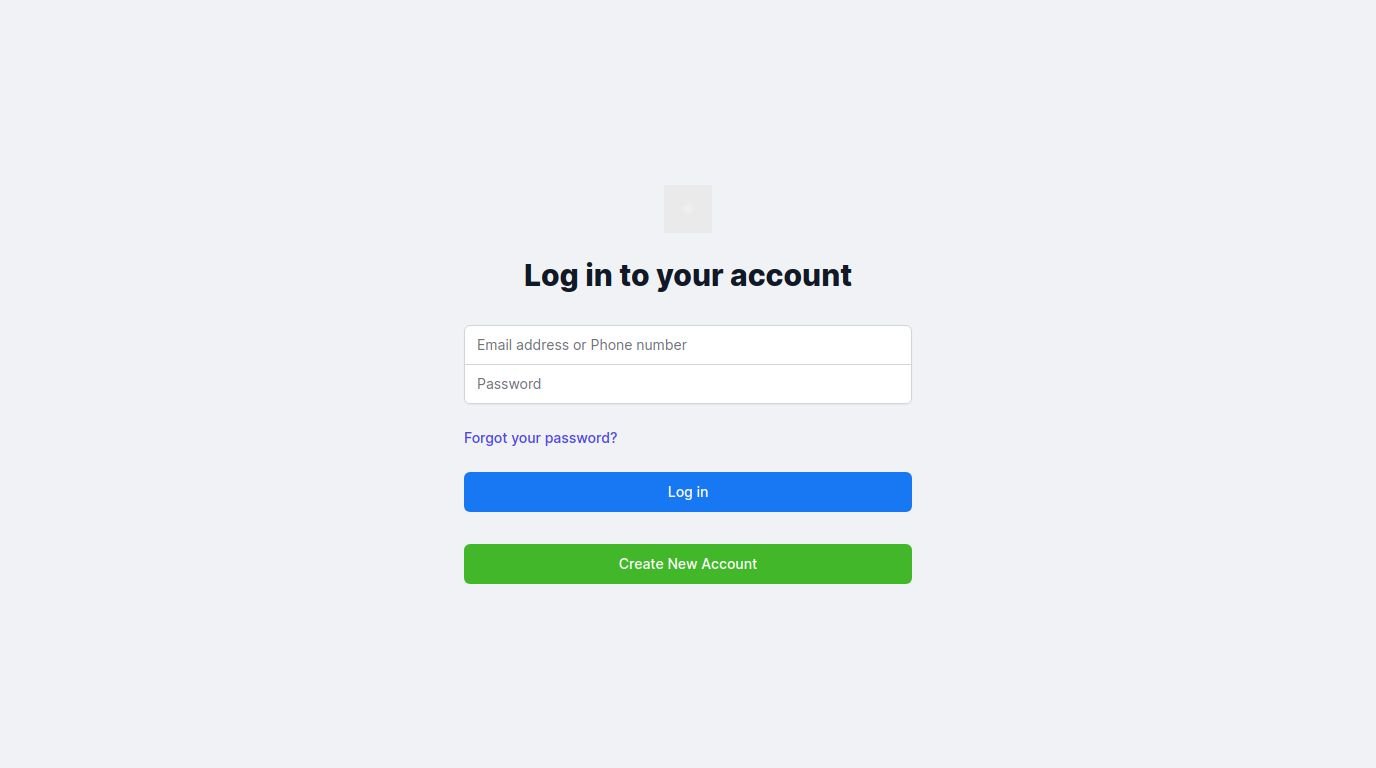 Log in to your account
Email address or Phone number
Password
Forgot your password?
Log in
Create New Account